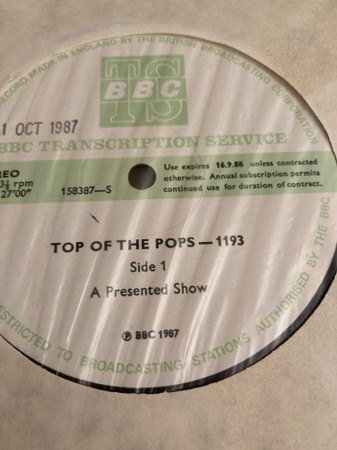 RECORD MADE IN ENGLAND BY THE BRITISH BROADCASTING CORPORATION
TS
BBC
1 OCT 1987
BBC TRANSCRIPTION SERVICE
REO
3⅓ rpm
27'00"
158387—S
Use expires 16.9.88 unless contracted
otherwise. Annual subscription permits
continued use for duration of contract.
TOP OF THE POPS — 1193
Side 1
A Presented Show
℗ BBC 1987
RESTRICTED TO BROADCASTING STATIONS AUTHORISED BY THE BBC